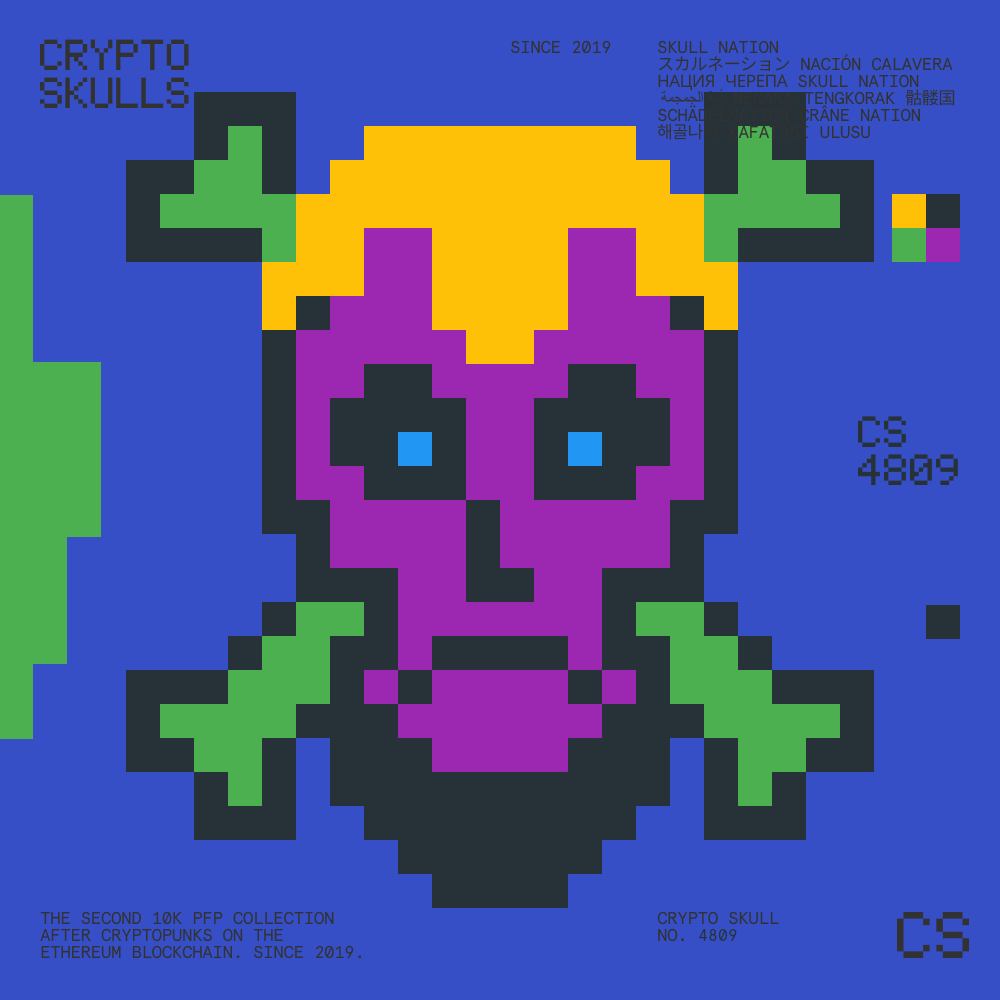 CRYPTO
SKULLS
SINCE 2019
SKULL NATION
スカルネーション NACIÓN CALAVERA
НАЦИЯ ЧЕРЕПА SKULL NATION
TENGKORAK 骷髅国
CRÂNE NATION
ULUSU
CS
4809
THE SECOND 10K PFP COLLECTION
AFTER CRYPTOPUNKS ON THE
ETHEREUM BLOCKCHAIN. SINCE 2019.
CRYPTO SKULL
NO. 4809
CS